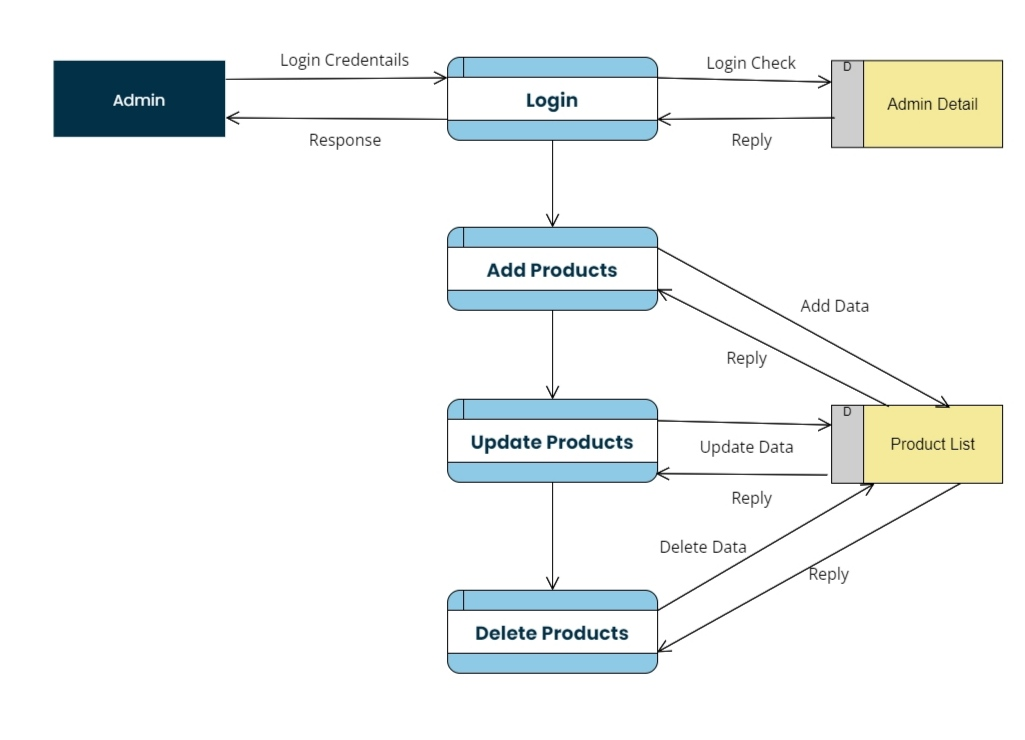 Login Credentails
Login Check
D
Admin
Login
Admin Detail
Response
Reply
Add Products
Add Data
Reply
D
Update Products
Update Data
Product List
Reply
Delete Data
Reply
Delete Products